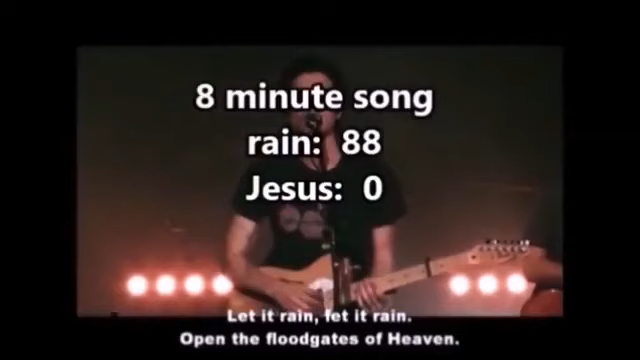 8 minute song
rain: 88
Jesus: 0
Let it rain, let it rain.
Open the floodgates of Heaven.